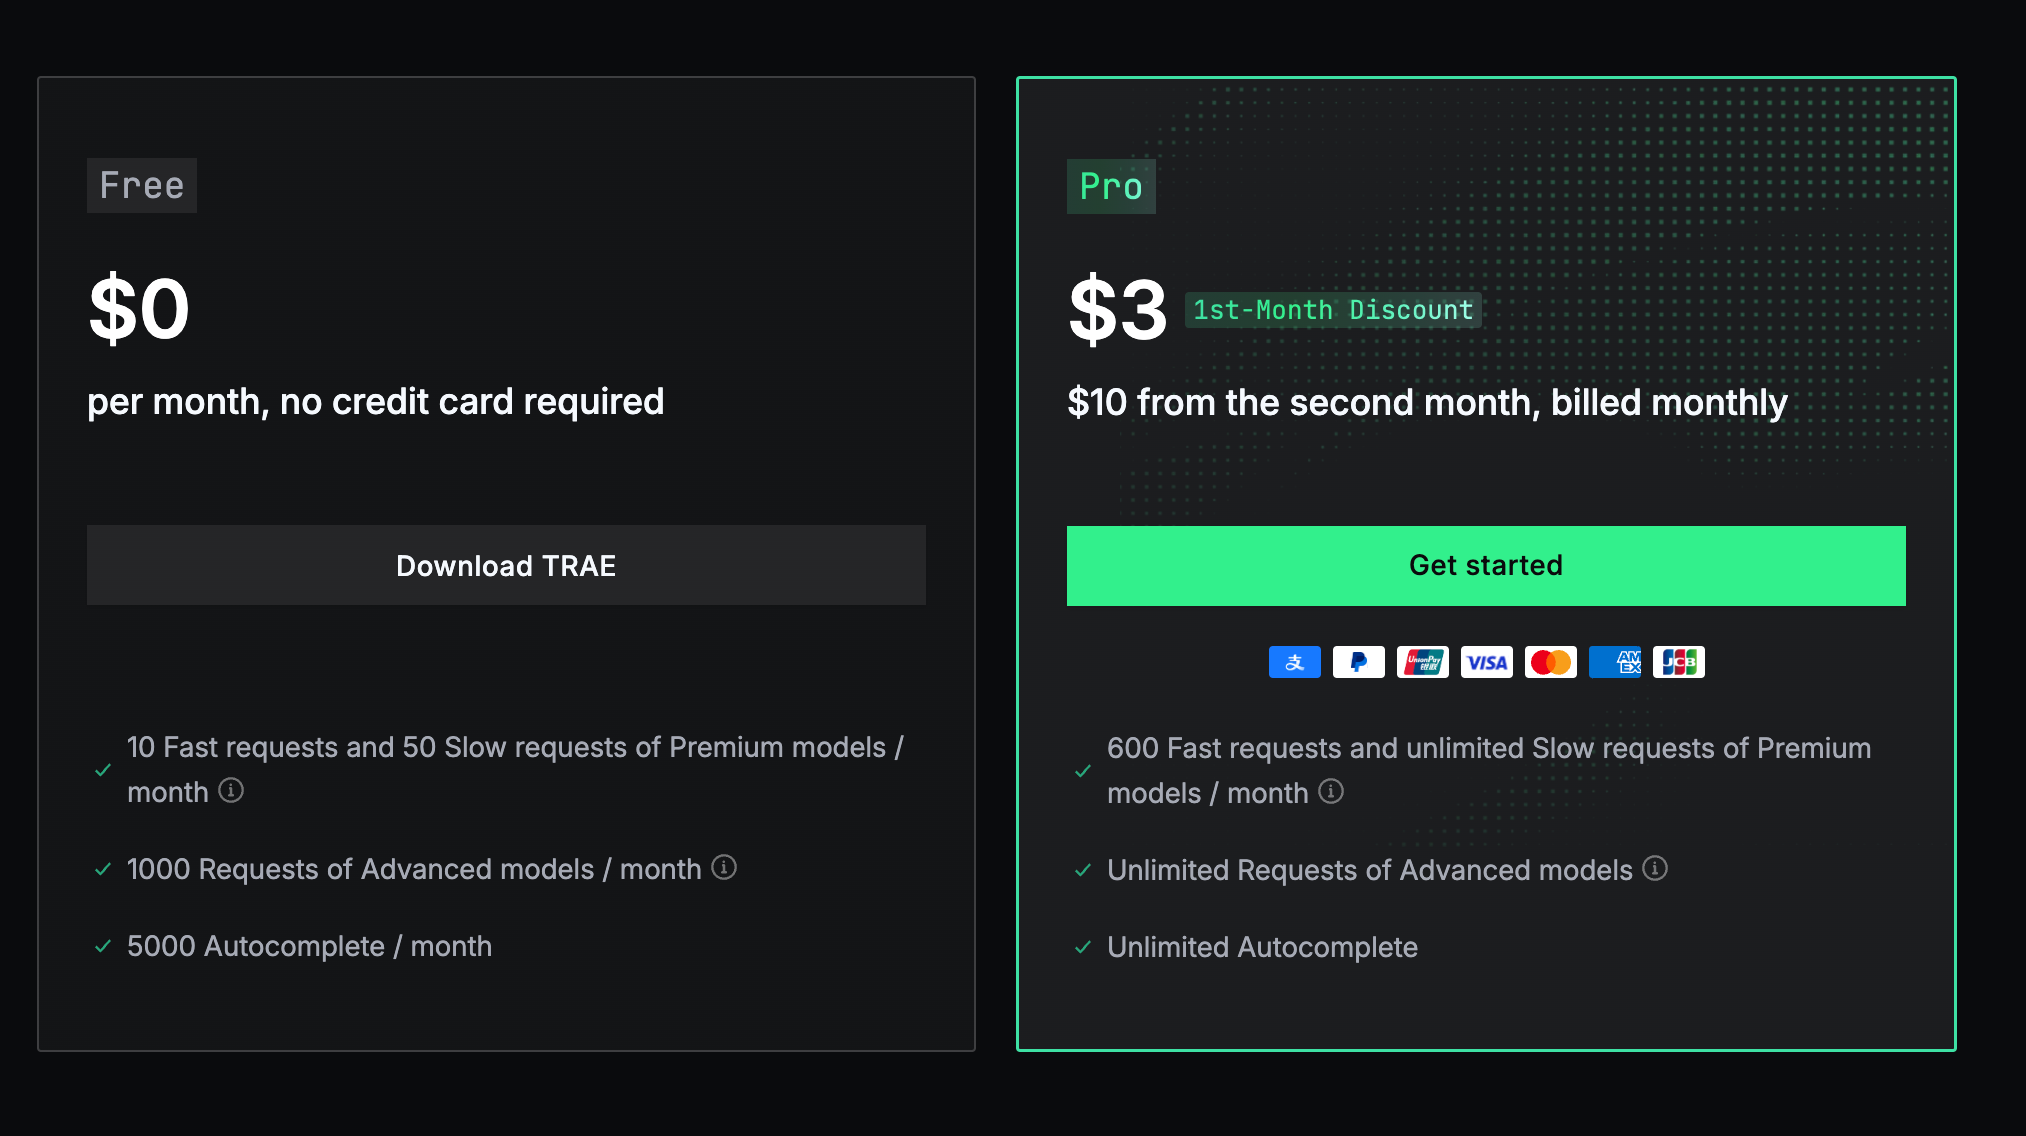 Free
$0
per month, no credit card required
Download TRAE
10 Fast requests and 50 Slow requests of Premium models /
month
1000 Requests of Advanced models / month
5000 Autocomplete / month
Pro
$3 1st-Month Discount
$10 from the second month, billed monthly
Get started
支 P UnionPay 银联 VISA AM EX JCB
600 Fast requests and unlimited Slow requests of Premium
models / month
Unlimited Requests of Advanced models
Unlimited Autocomplete